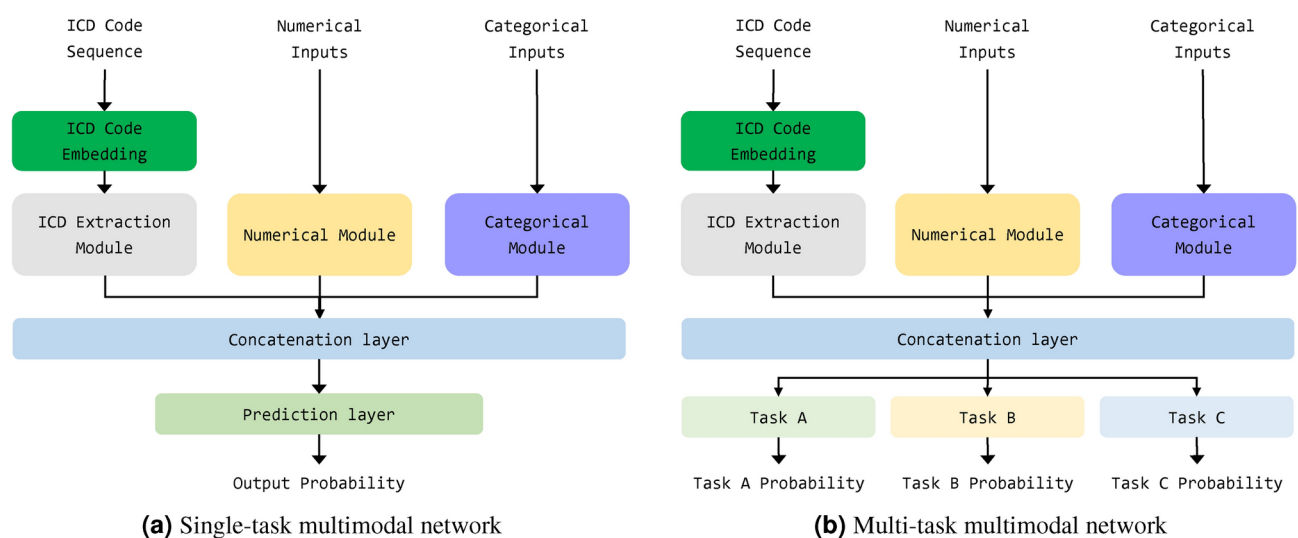 ICD Code
Sequence
Numerical
Inputs
Categorical
Inputs
ICD Code
Embedding
ICD Extraction
Module
Numerical Module
Categorical
Module
Concatenation layer
Prediction layer
Output Probability
(a) Single-task multimodal network
ICD Code
Sequence
Numerical
Inputs
Categorical
Inputs
ICD Code
Embedding
ICD Extraction
Module
Numerical Module
Categorical
Module
Concatenation layer
Task A
Task B
Task C
Task A Probability
Task B Probability
Task C Probability
(b) Multi-task multimodal network